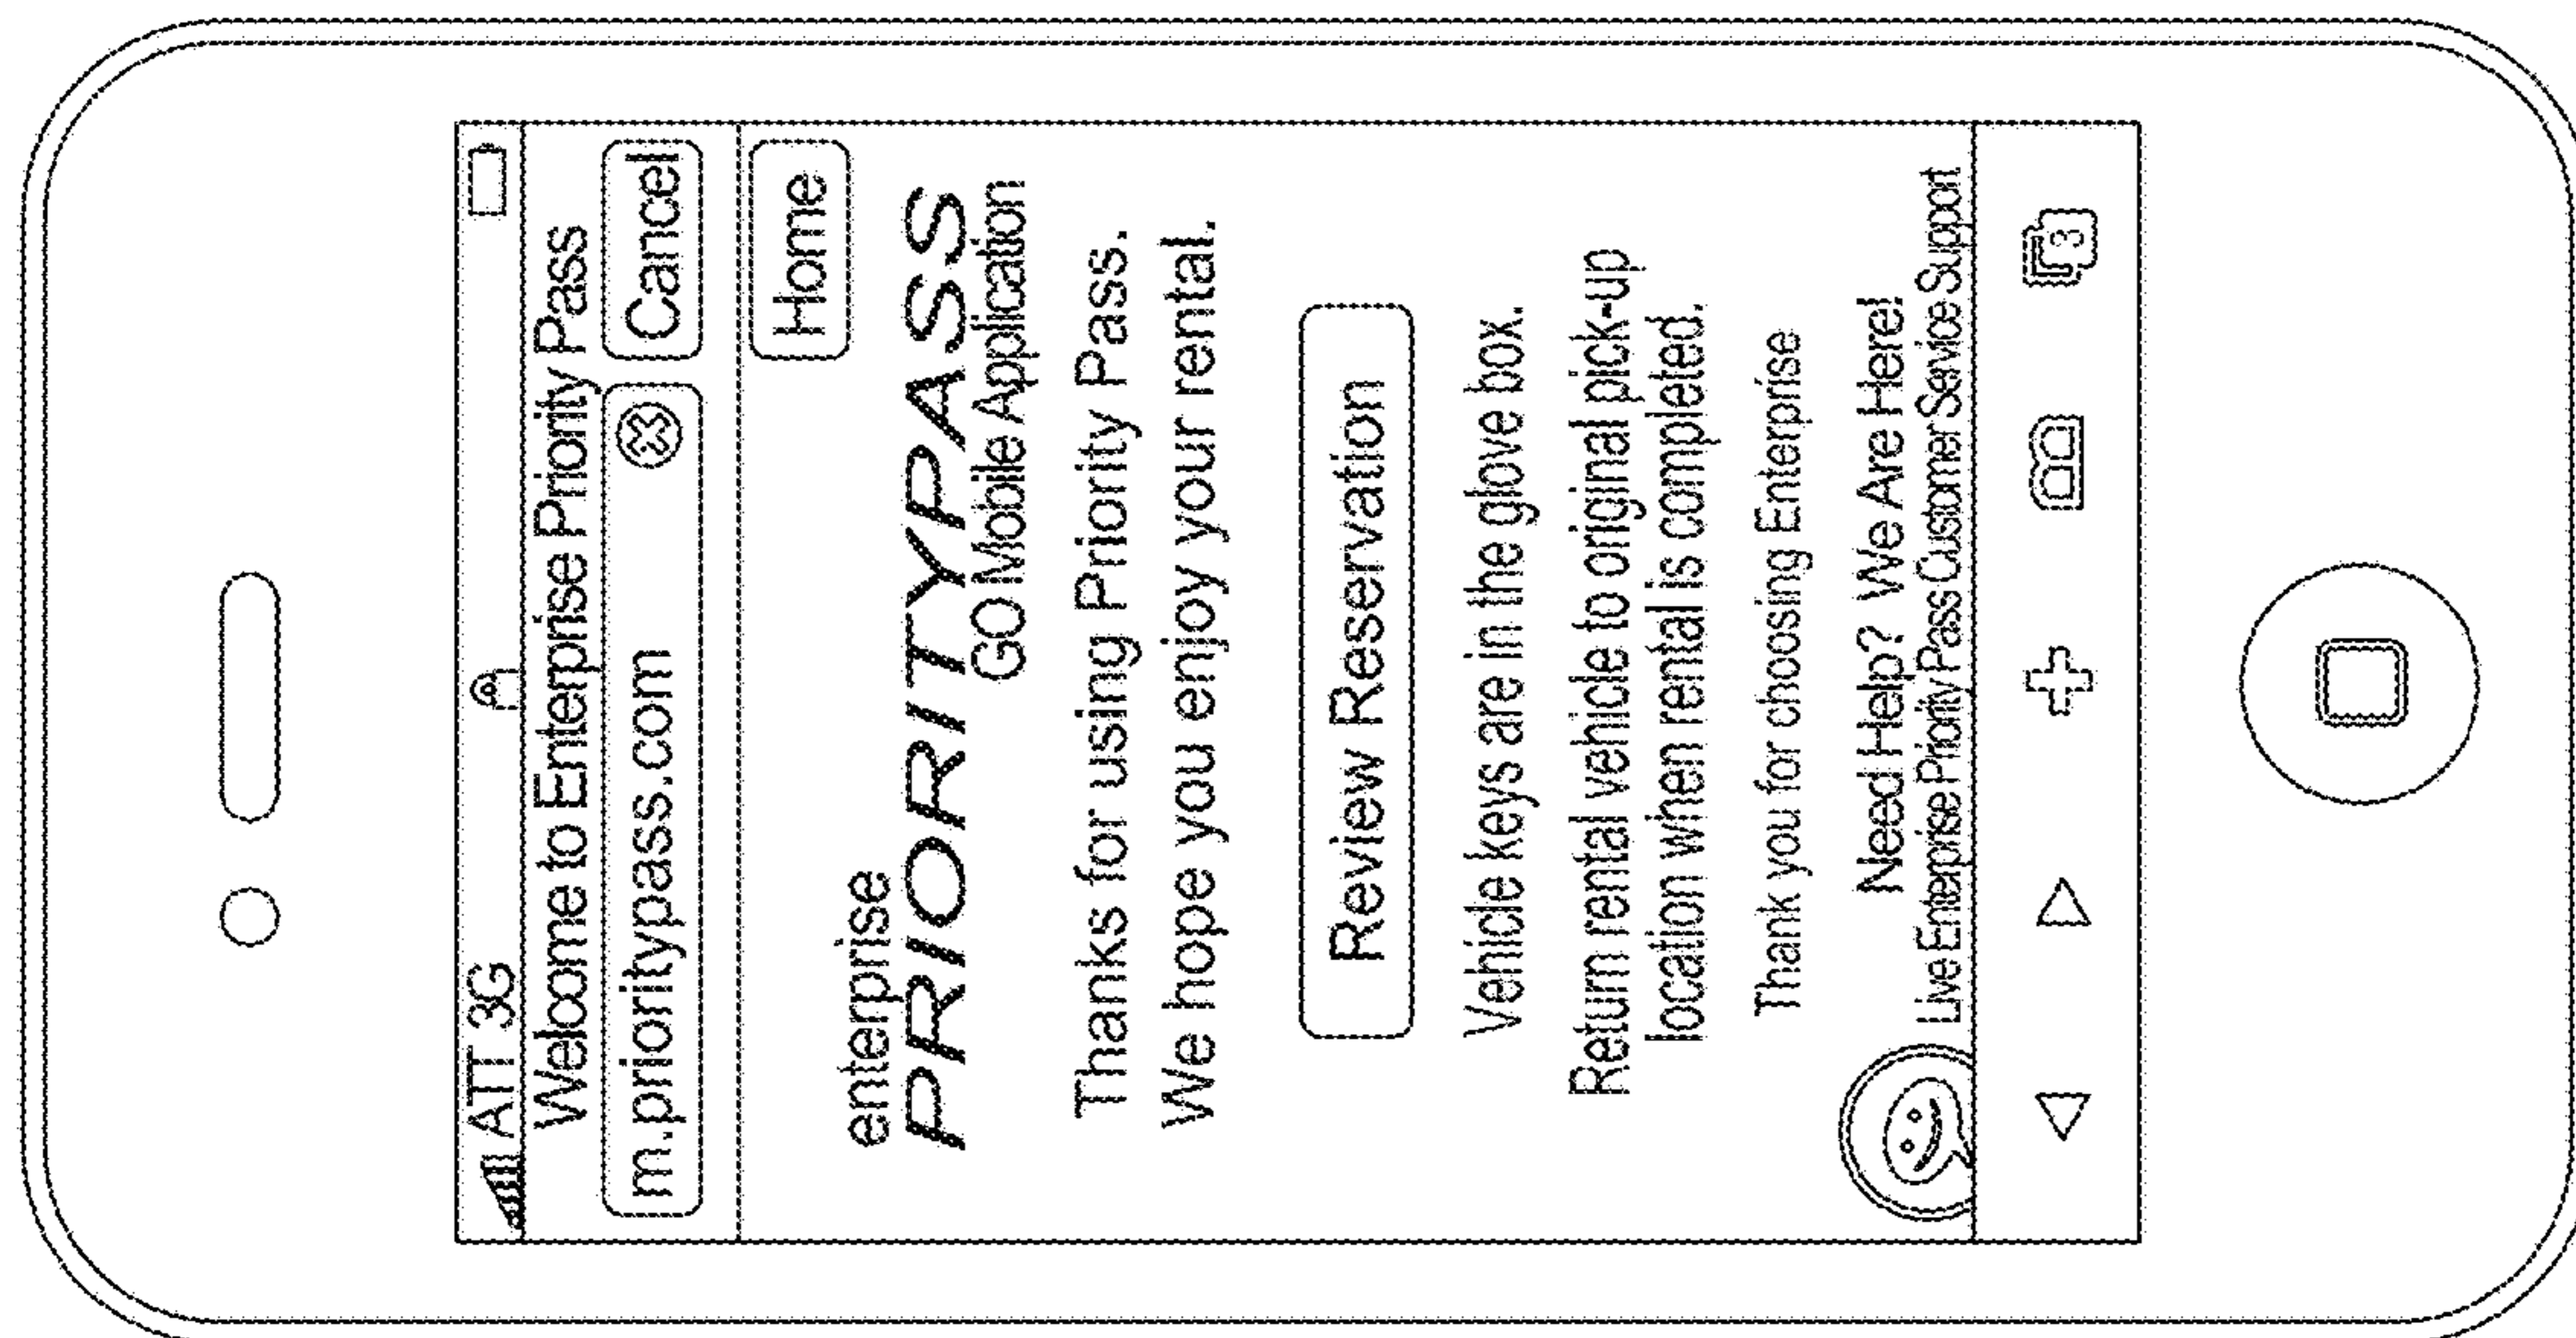 ATT 3G
Welcome to Enterprise Priority Pass
m.prioritypass.com
Cancel
Home
enterprise
PRIORITYPASS
GO Mobile Application
Thanks for using Priority Pass.
We hope you enjoy your rental.
Review Reservation
Vehicle keys are in the glove box.
Return rental vehicle to original pick-up
location when rental is completed.
Thank you for choosing Enterprise
Need Help? We Are Here!
Live Enterprise Priority Pass Customer Service Support
3